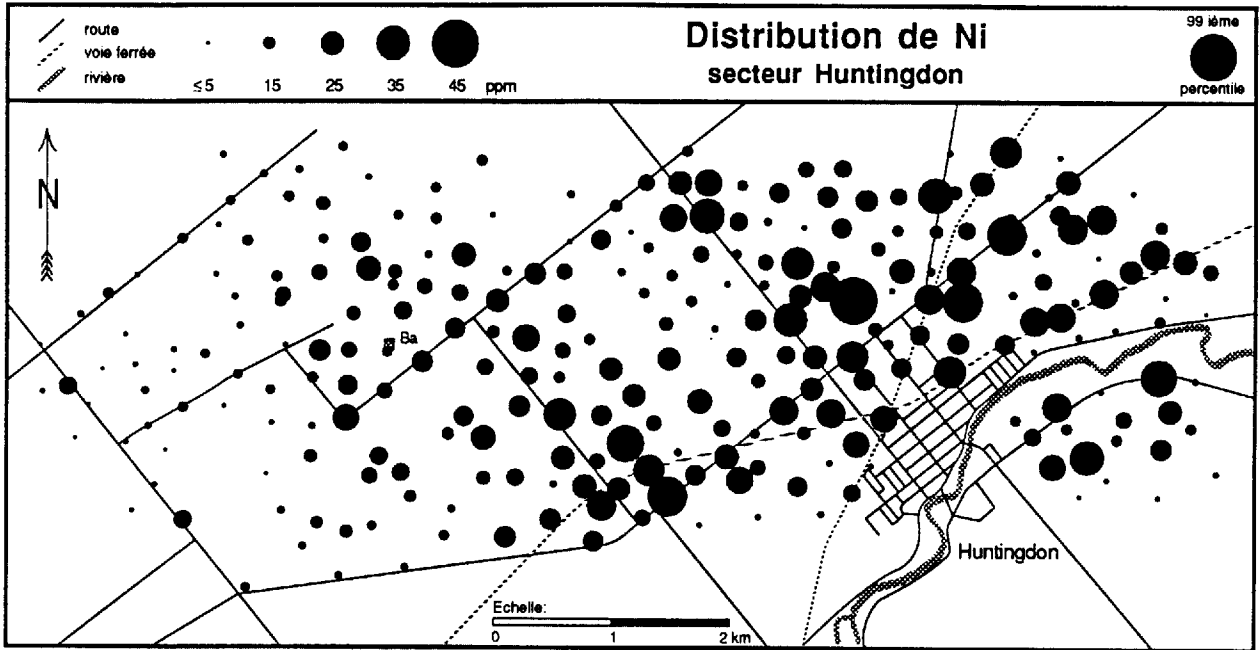 route
voie ferrée
rivière
≤5 15 25 35 45 ppm
Distribution de Ni
secteur Huntingdon
99 ième
percentile
N
Ba
Huntingdon
Echelle:
0 1 2 km